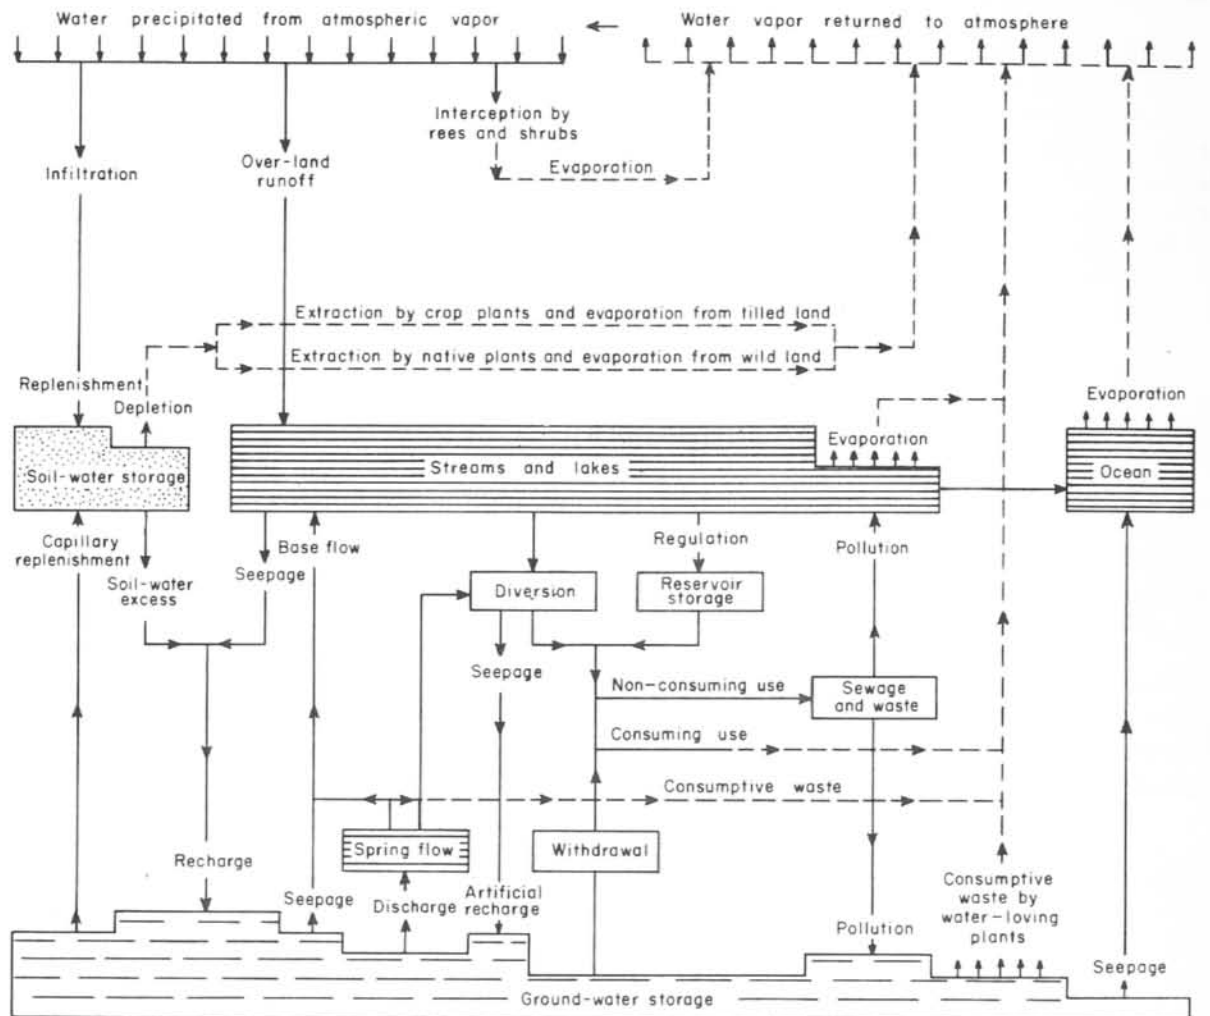 Water precipitated from atmospheric vapor
Water vapor returned to atmosphere
Interception by
rees and shrubs
Evaporation
Infiltration
Over-land
runoff
Extraction by crop plants and evaporation from tilled land
Extraction by native plants and evaporation from wild land
Replenishment
Depletion
Evaporation
Evaporation
Soil-water storage
Streams and lakes
Ocean
Capillary
replenishment
Soil-water
excess
Seepage
Base flow
Regulation
Pollution
Diversion
Reservoir
storage
Seepage
Non-consuming use
Sewage
and waste
Consuming use
Consumptive waste
Spring flow
Withdrawal
Recharge
Seepage
Discharge
Artificial
recharge
Pollution
Consumptive
waste by
water-loving
plants
Seepage
Ground-water storage